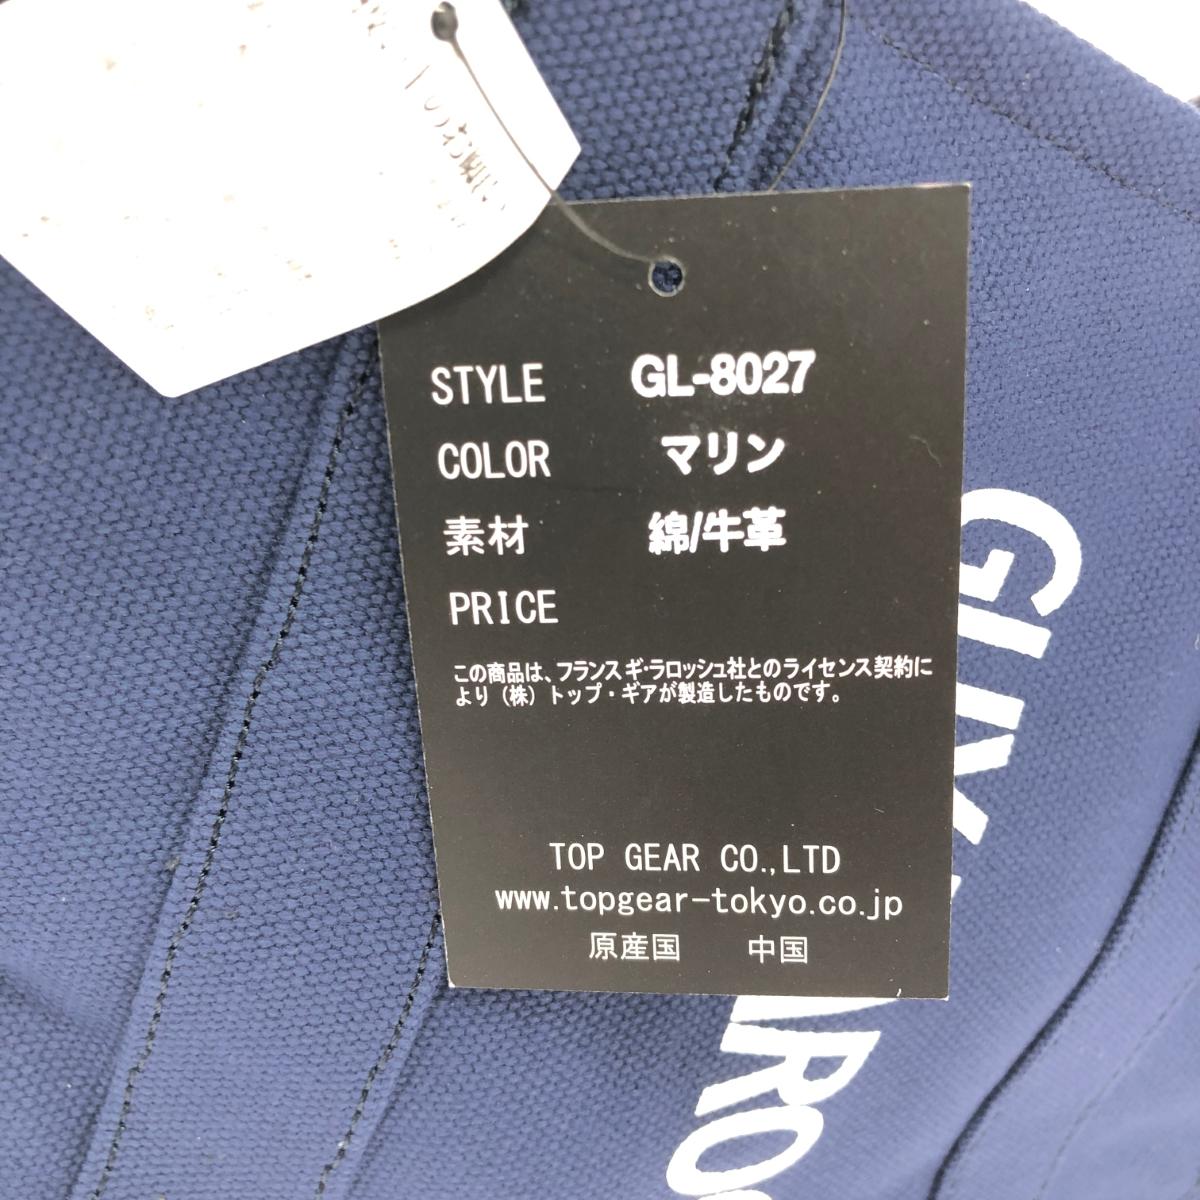 STYLE GL-8027
COLOR マリン
素材 綿/牛革
PRICE
この商品は、フランス ギ・ラロッシュ社とのライセンス契約に
より（株）トップ・ギアが製造したものです。
TOP GEAR CO.,LTD
www.topgear-tokyo.co.jp
原産国 中国
GUY
ARO